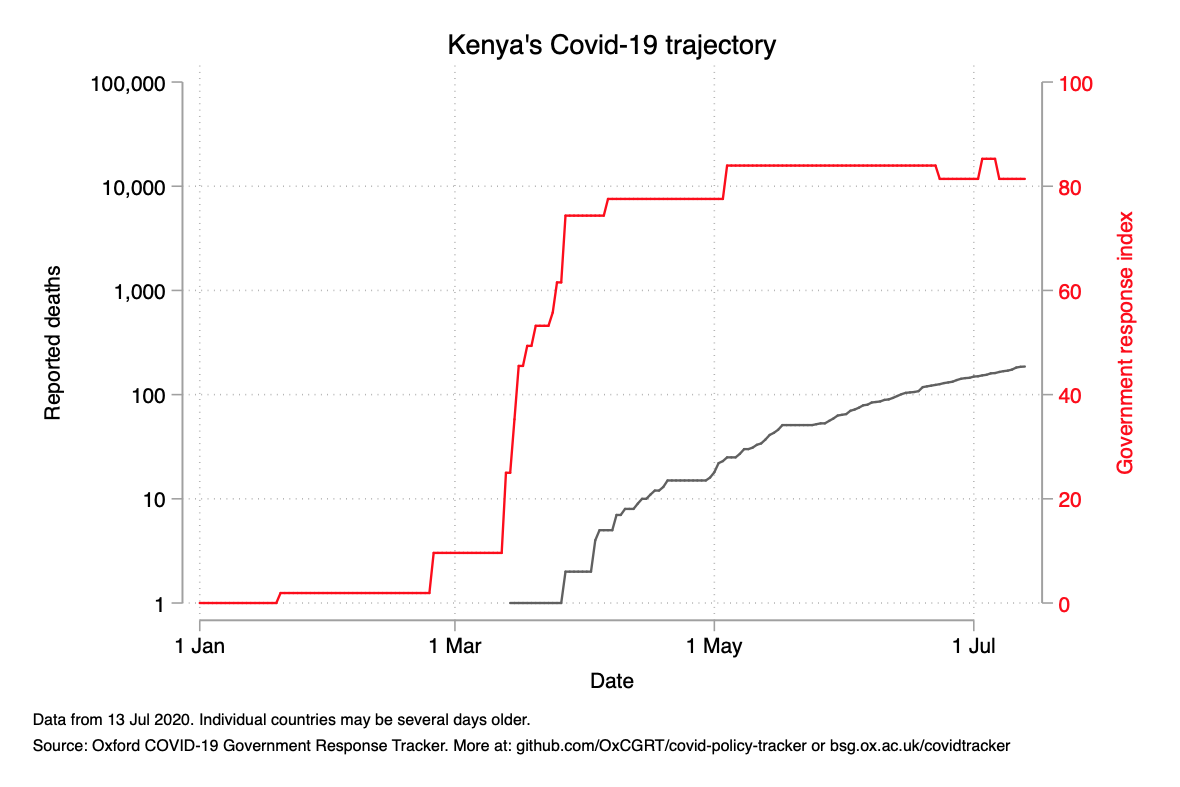 Kenya's Covid-19 trajectory
100,000
10,000
1,000
100
10
1
Reported deaths
100
80
60
40
20
0
Government response index
1 Jan
1 Mar
1 May
1 Jul
Date
Data from 13 Jul 2020. Individual countries may be several days older.
Source: Oxford COVID-19 Government Response Tracker. More at: github.com/OxCGRT/covid-policy-tracker or bsg.ox.ac.uk/covidtracker